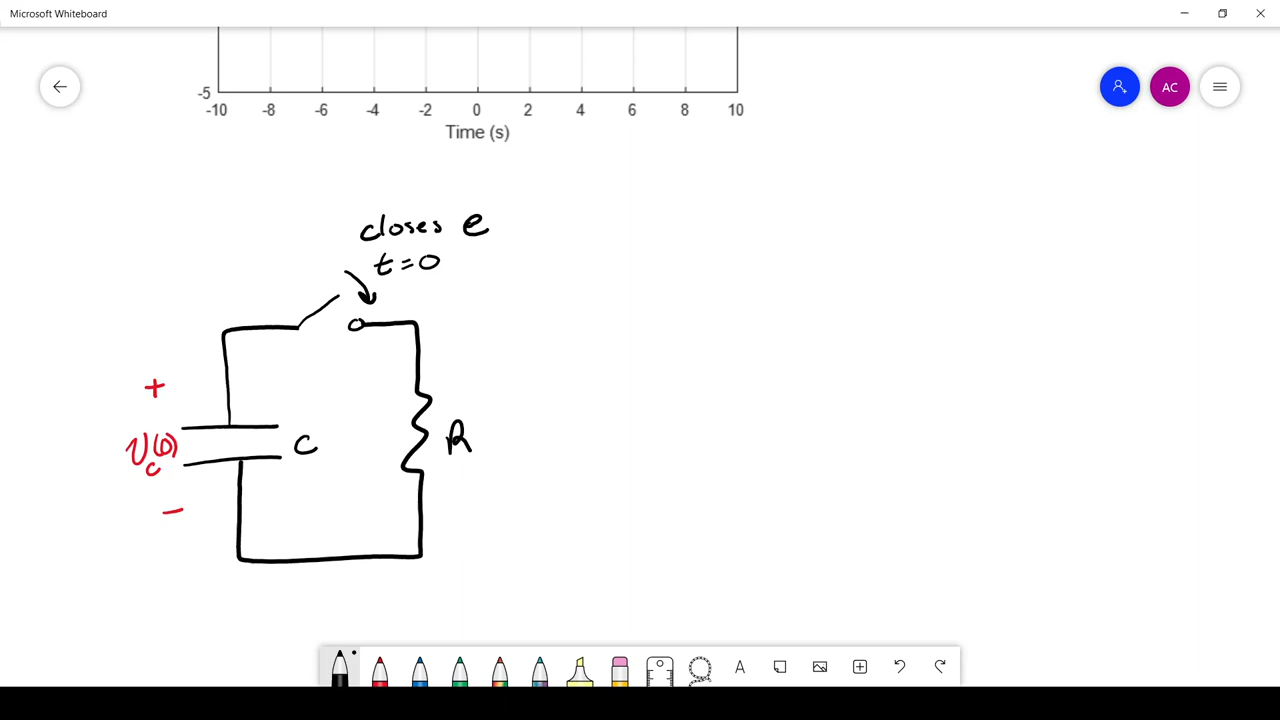 Microsoft Whiteboard
AC
-5
-10 -8 -6 -4 -2 0 2 4 6 8 10
Time (s)
closes @
t=0
+
V_c(0)
C
R
-
A